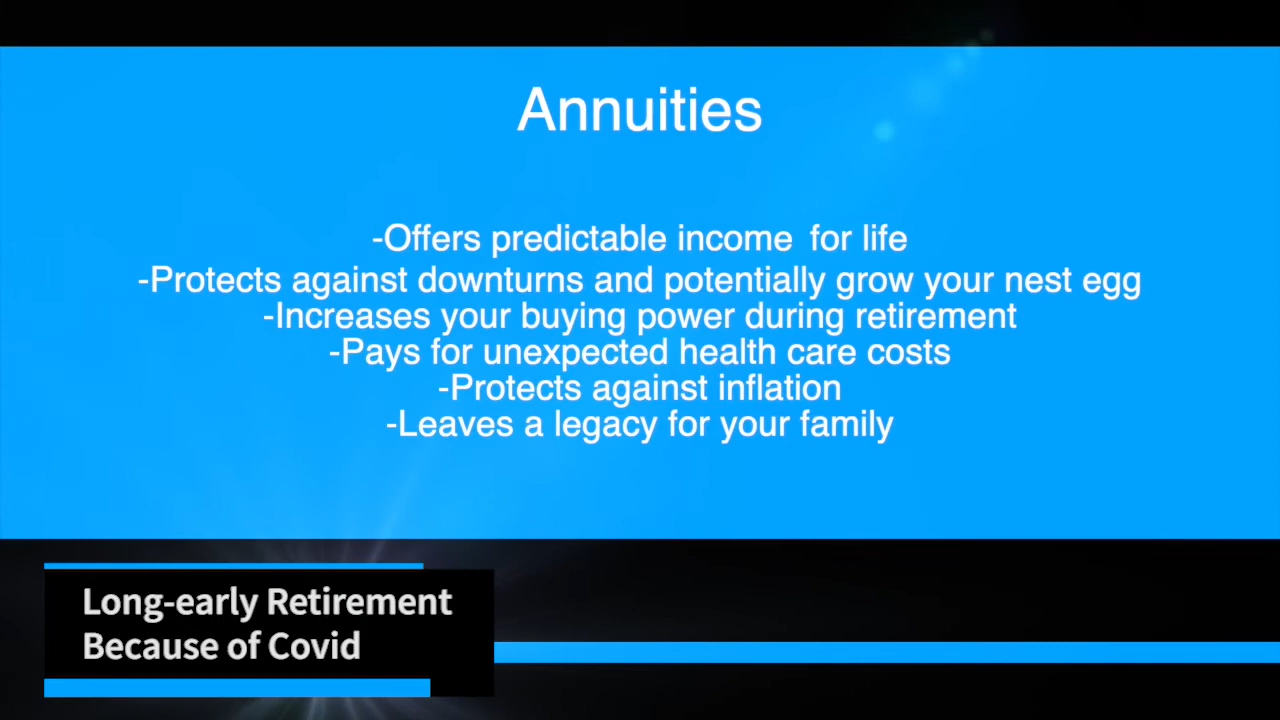 Annuities
-Offers predictable income for life
-Protects against downturns and potentially grow your nest egg
-Increases your buying power during retirement
-Pays for unexpected health care costs
-Protects against inflation
-Leaves a legacy for your family
Long-early Retirement
Because of Covid